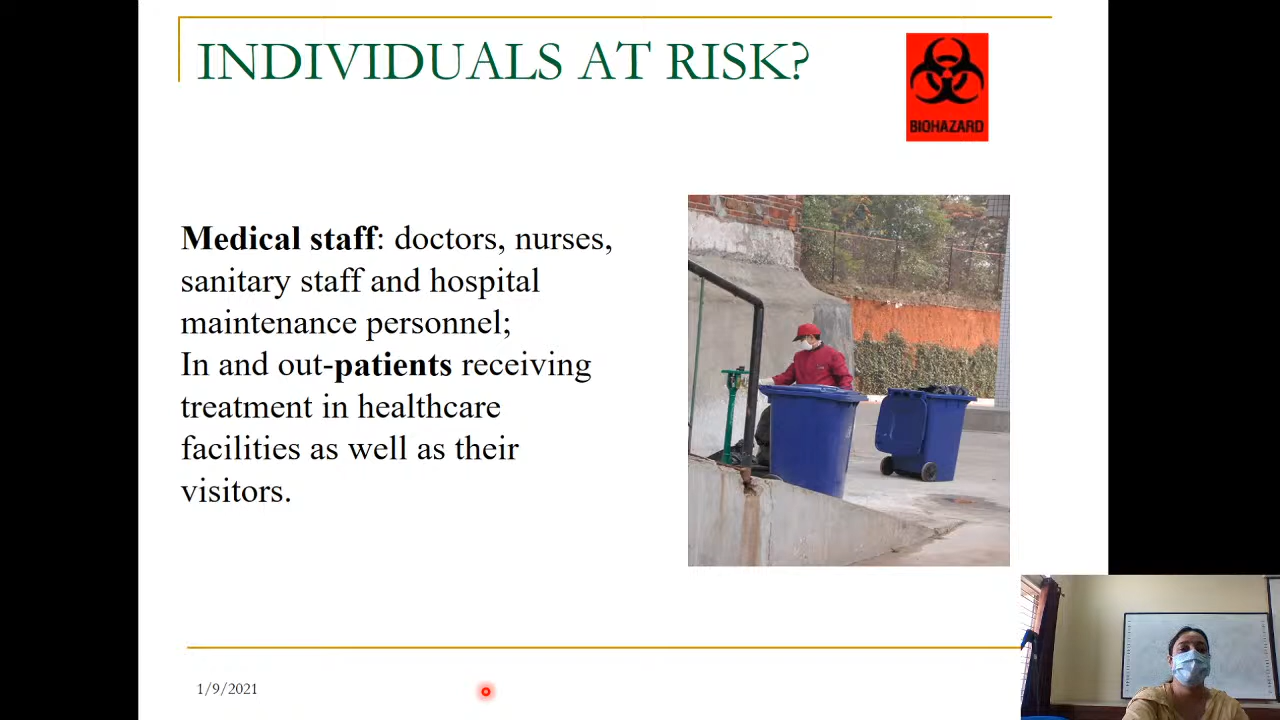 INDIVIDUALS AT RISK?
BIOHAZARD
Medical staff: doctors, nurses,
sanitary staff and hospital
maintenance personnel;
In and out-patients receiving
treatment in healthcare
facilities as well as their
visitors.
1/9/2021